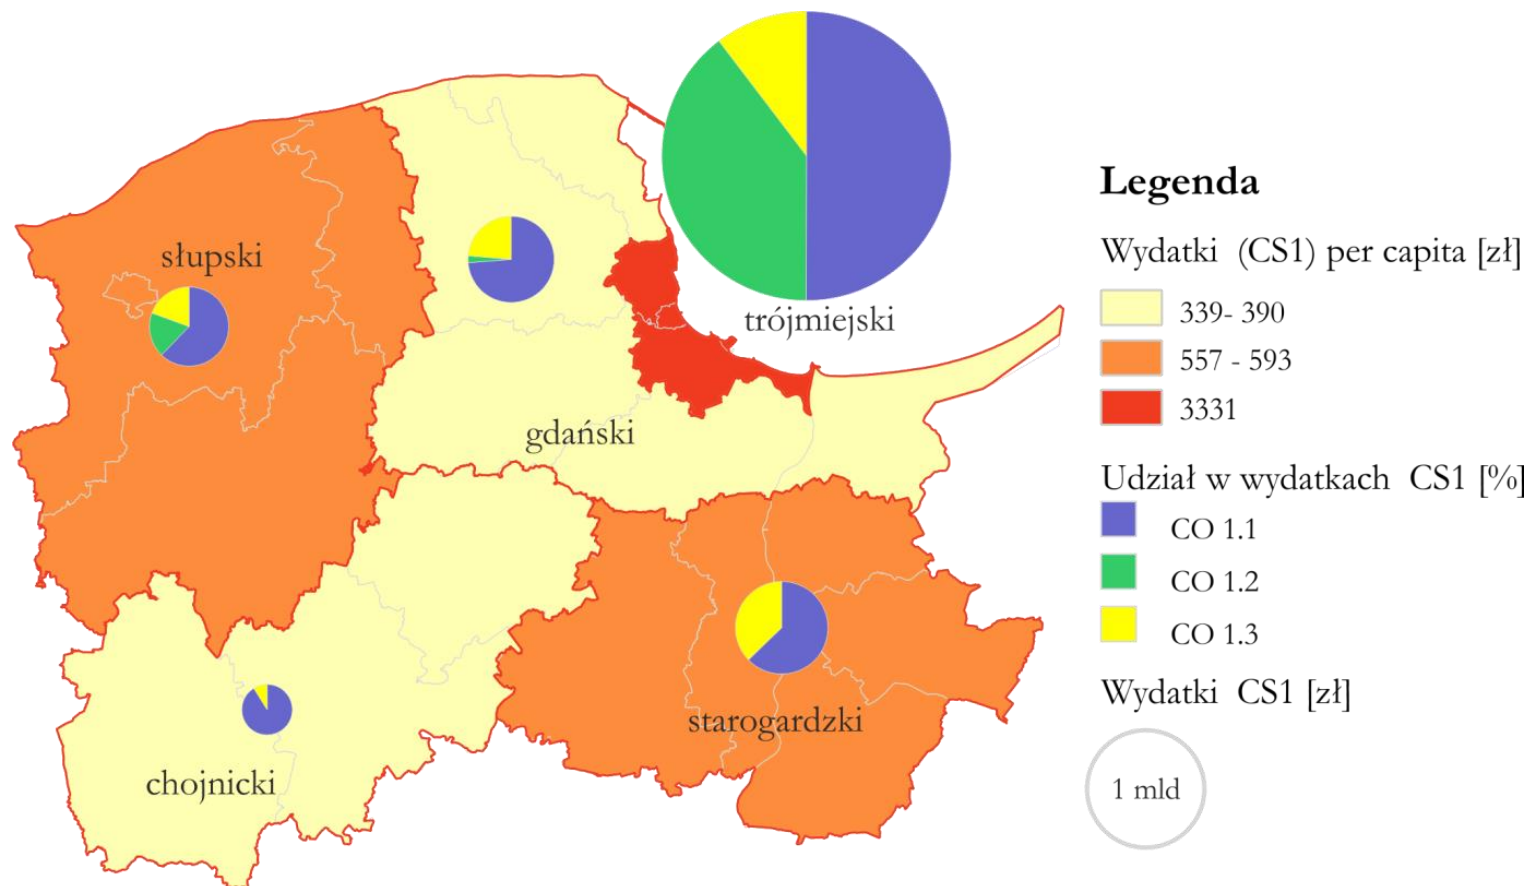 słupski
trójmiejski
gdański
starogardzki
chojnicki
Legenda
Wydatki (CS1) per capita [zł]
339- 390
557 - 593
3331
Udział w wydatkach CS1 [%]
CO 1.1
CO 1.2
CO 1.3
Wydatki CS1 [zł]
1 mld